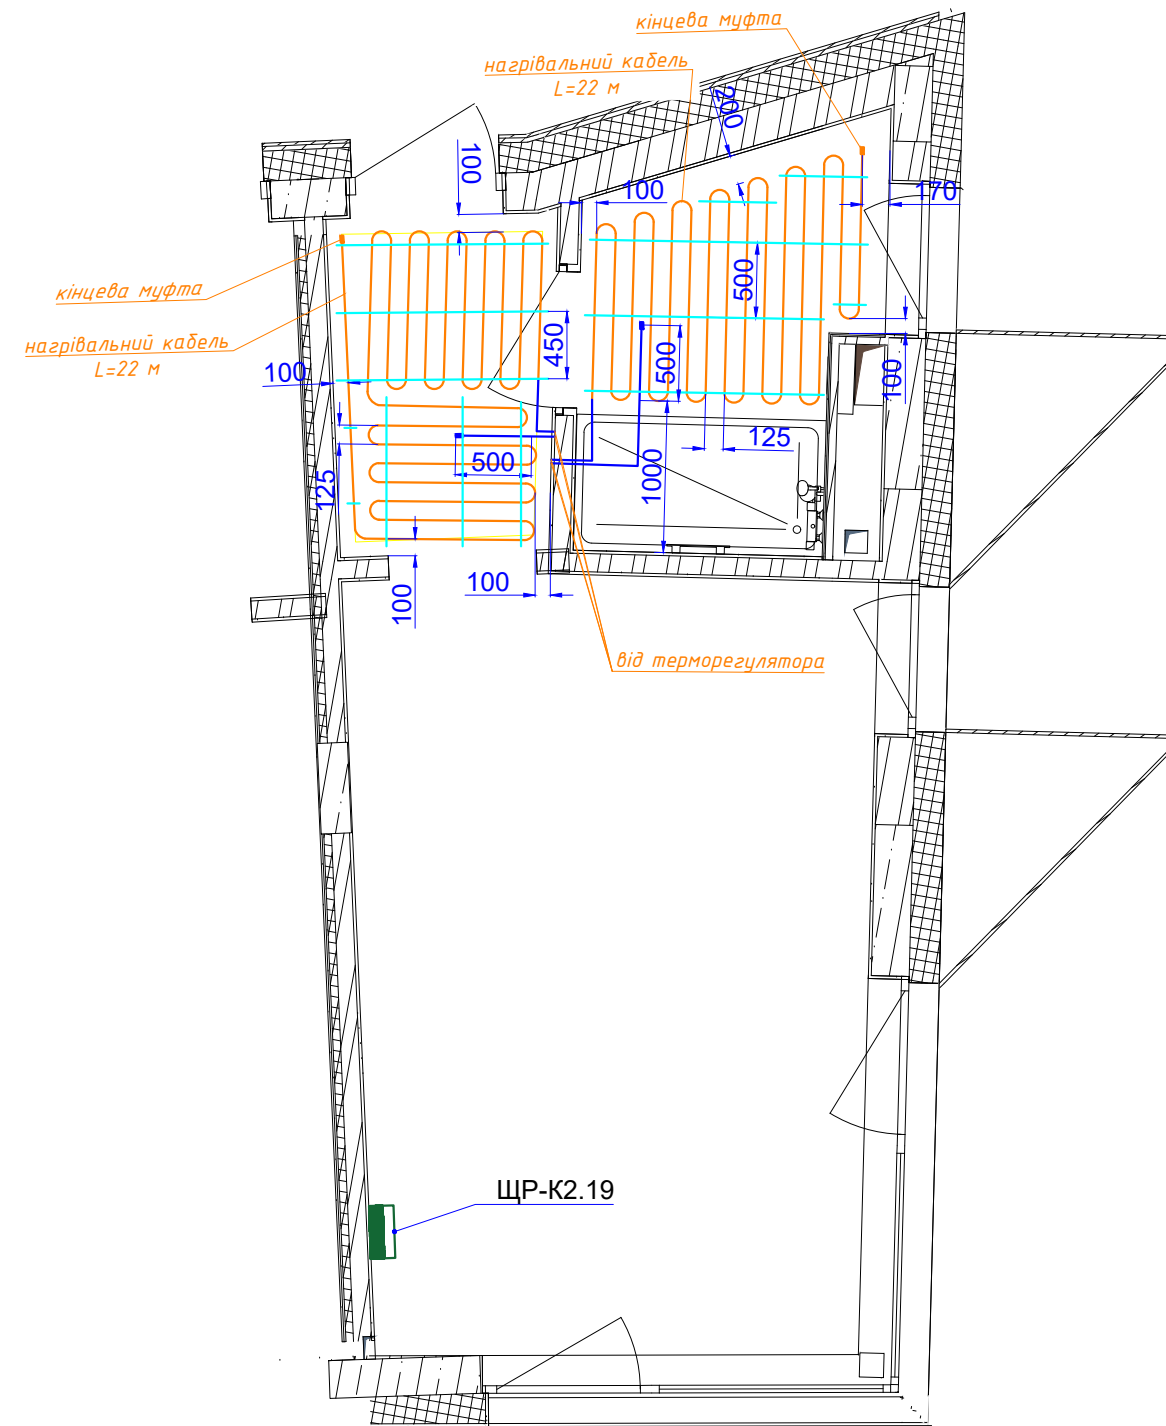 кінцева муфта
нагрівальний кабель
L=22 м
200
100
100
170
кінцева муфта
500
нагрівальний кабель
L=22 м
450
500
100
100
125
500
1000
125
100
100
від терморегулятора
ЩР-К2.19